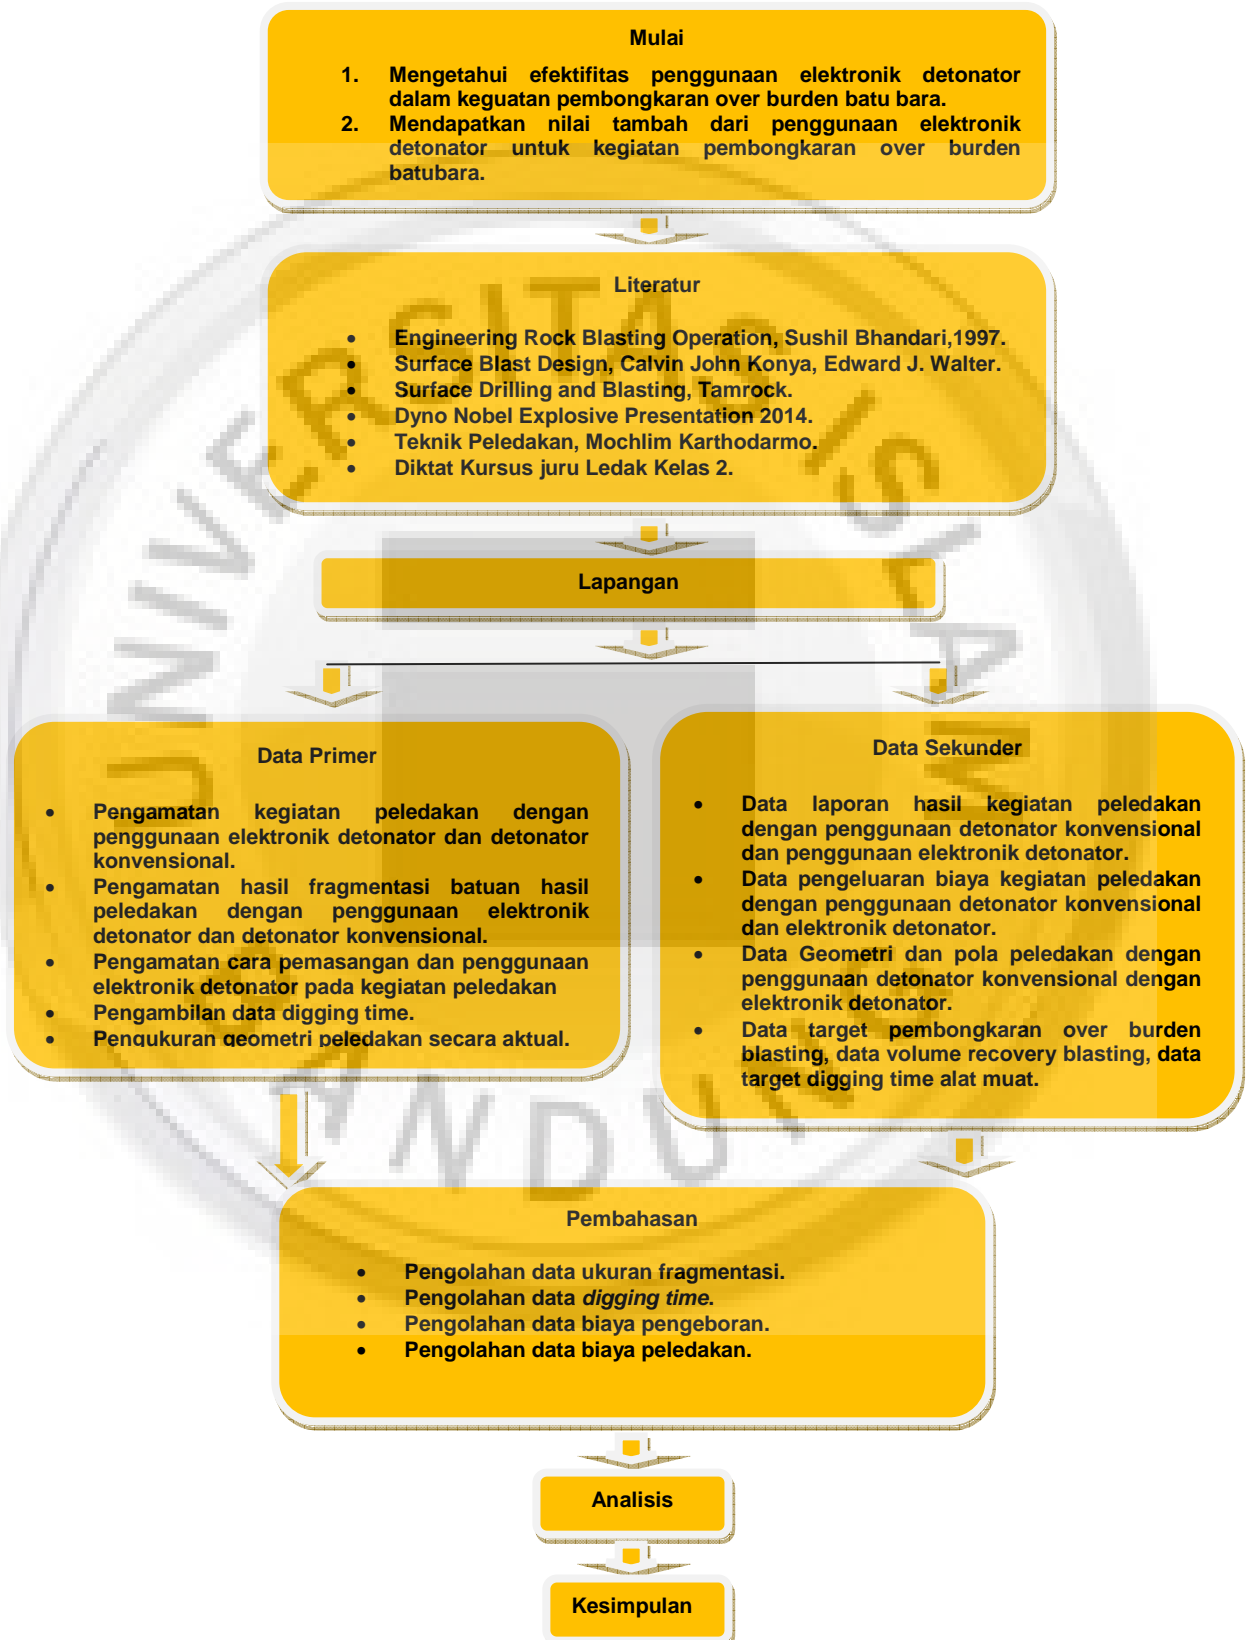 Mulai
1. Mengetahui efektifitas penggunaan elektronik detonator
dalam keguatan pembongkaran over burden batu bara.
2. Mendapatkan nilai tambah dari penggunaan elektronik
detonator untuk kegiatan pembongkaran over burden
batubara.
Literatur
• Engineering Rock Blasting Operation, Sushil Bhandari,1997.
• Surface Blast Design, Calvin John Konya, Edward J. Walter.
• Surface Drilling and Blasting, Tamrock.
• Dyno Nobel Explosive Presentation 2014.
• Teknik Peledakan, Mochlim Karthodarmo.
• Diktat Kursus juru Ledak Kelas 2.
Lapangan
Data Primer
• Pengamatan kegiatan peledakan dengan
penggunaan elektronik detonator dan detonator
konvensional.
• Pengamatan hasil fragmentasi batuan hasil
peledakan dengan penggunaan elektronik
detonator dan detonator konvensional.
• Pengamatan cara pemasangan dan penggunaan
elektronik detonator pada kegiatan peledakan
• Pengambilan data digging time.
• Pengukuran geometri peledakan secara aktual.
Data Sekunder
• Data laporan hasil kegiatan peledakan
dengan penggunaan detonator konvensional
dan penggunaan elektronik detonator.
• Data pengeluaran biaya kegiatan peledakan
dengan penggunaan detonator konvensional
dan elektronik detonator.
• Data Geometri dan pola peledakan dengan
penggunaan detonator konvensional dengan
elektronik detonator.
• Data target pembongkaran over burden
blasting, data volume recovery blasting, data
target digging time alat muat.
Pembahasan
• Pengolahan data ukuran fragmentasi.
• Pengolahan data digging time.
• Pengolahan data biaya pengeboran.
• Pengolahan data biaya peledakan.
Analisis
Kesimpulan
UNIVERSITAS ISLAM
BANDUNG